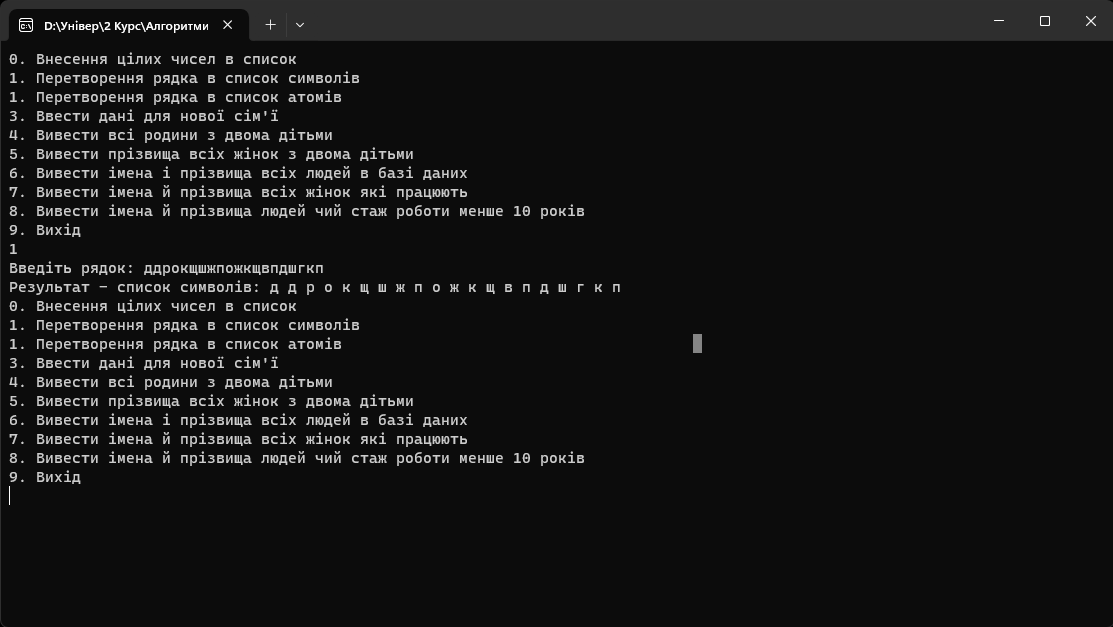 D:\Універ\2 Курс\Алгоритми
0. Внесення цілих чисел в список
1. Перетворення рядка в список символів
1. Перетворення рядка в список атомів
3. Ввести дані для нової сім'ї
4. Вивести всі родини з двома дітьми
5. Вивести прізвища всіх жінок з двома дітьми
6. Вивести імена і прізвища всіх людей в базі даних
7. Вивести імена й прізвища всіх жінок які працюють
8. Вивести імена й прізвища людей чий стаж роботи менше 10 років
9. Вихід
1
Введіть рядок: ддрокщшжпожкщвпдшгкп
Результат - список символів: д д р о к щ ш ж п о ж к щ в п д ш г к п
0. Внесення цілих чисел в список
1. Перетворення рядка в список символів
1. Перетворення рядка в список атомів
3. Ввести дані для нової сім'ї
4. Вивести всі родини з двома дітьми
5. Вивести прізвища всіх жінок з двома дітьми
6. Вивести імена і прізвища всіх людей в базі даних
7. Вивести імена й прізвища всіх жінок які працюють
8. Вивести імена й прізвища людей чий стаж роботи менше 10 років
9. Вихід